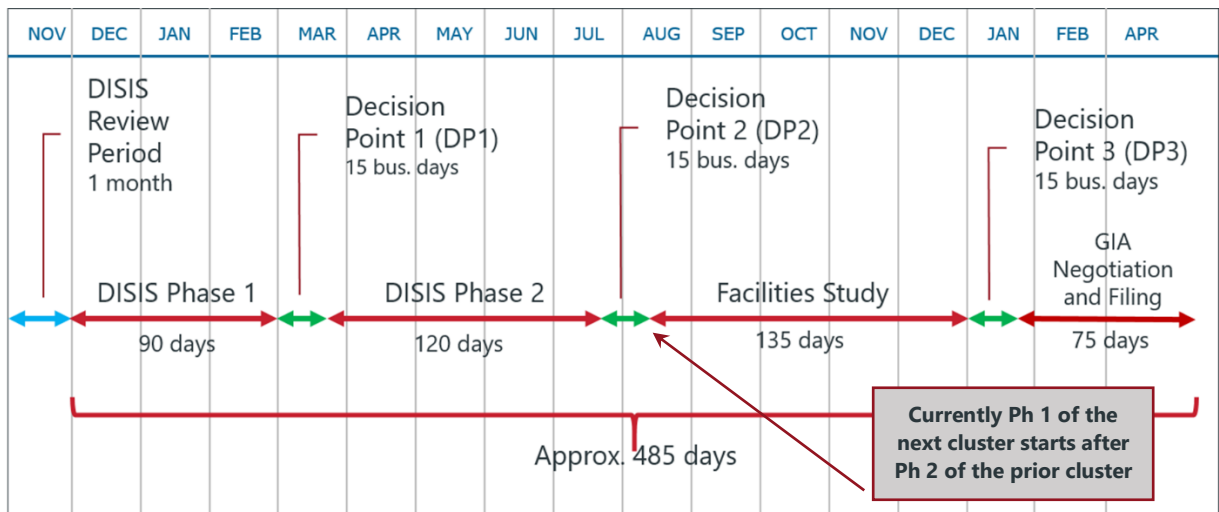 NOV DEC JAN FEB MAR APR MAY JUN JUL AUG SEP OCT NOV DEC JAN FEB APR
DISIS
Review
Period
1 month
Decision
Point 1 (DP1)
15 bus. days
Decision
Point 2 (DP2)
15 bus. days
Decision
Point 3 (DP3)
15 bus. days
DISIS Phase 1
90 days
DISIS Phase 2
120 days
Facilities Study
135 days
GIA
Negotiation
and Filing
75 days
Approx. 485 days
Currently Ph 1 of the
next cluster starts after
Ph 2 of the prior cluster